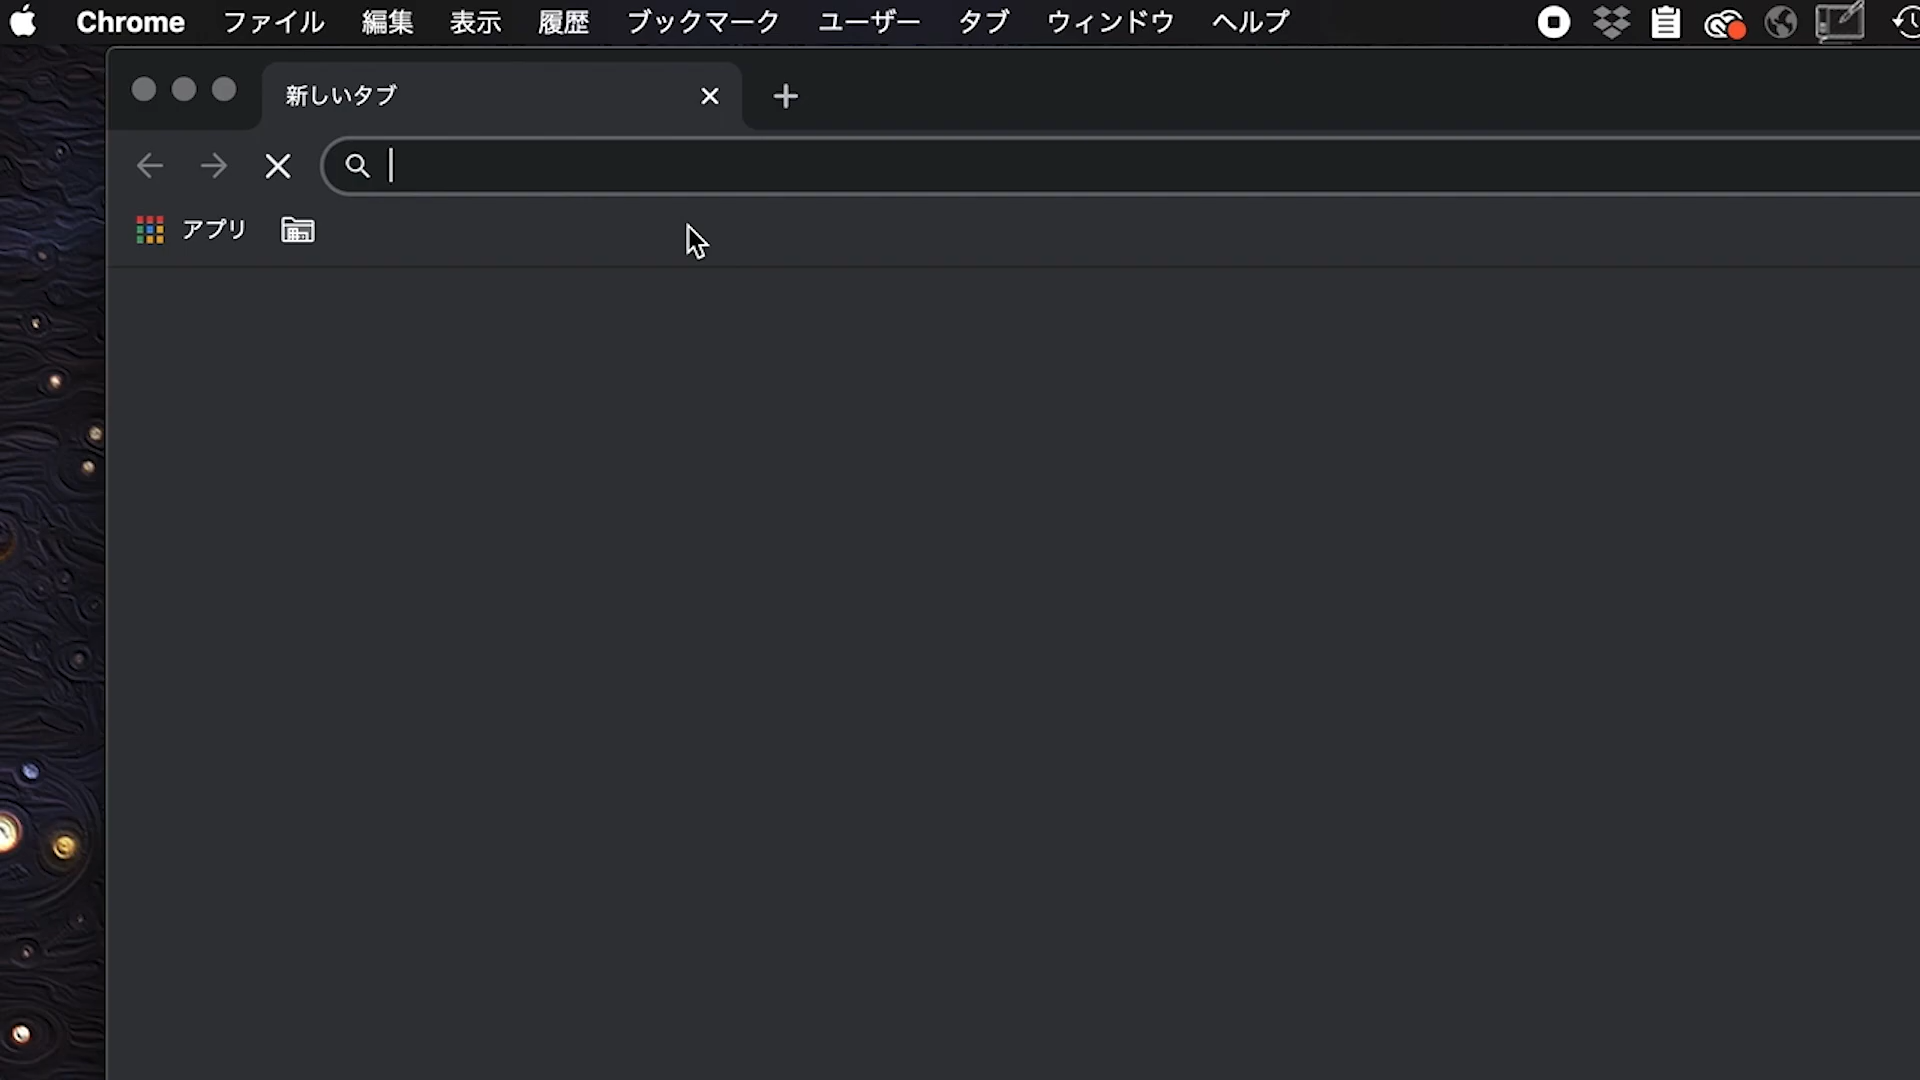 Chrome ファイル 編集 表示 履歴 ブックマーク ユーザー タブ ウィンドウ ヘルプ
新しいタブ
アプリ